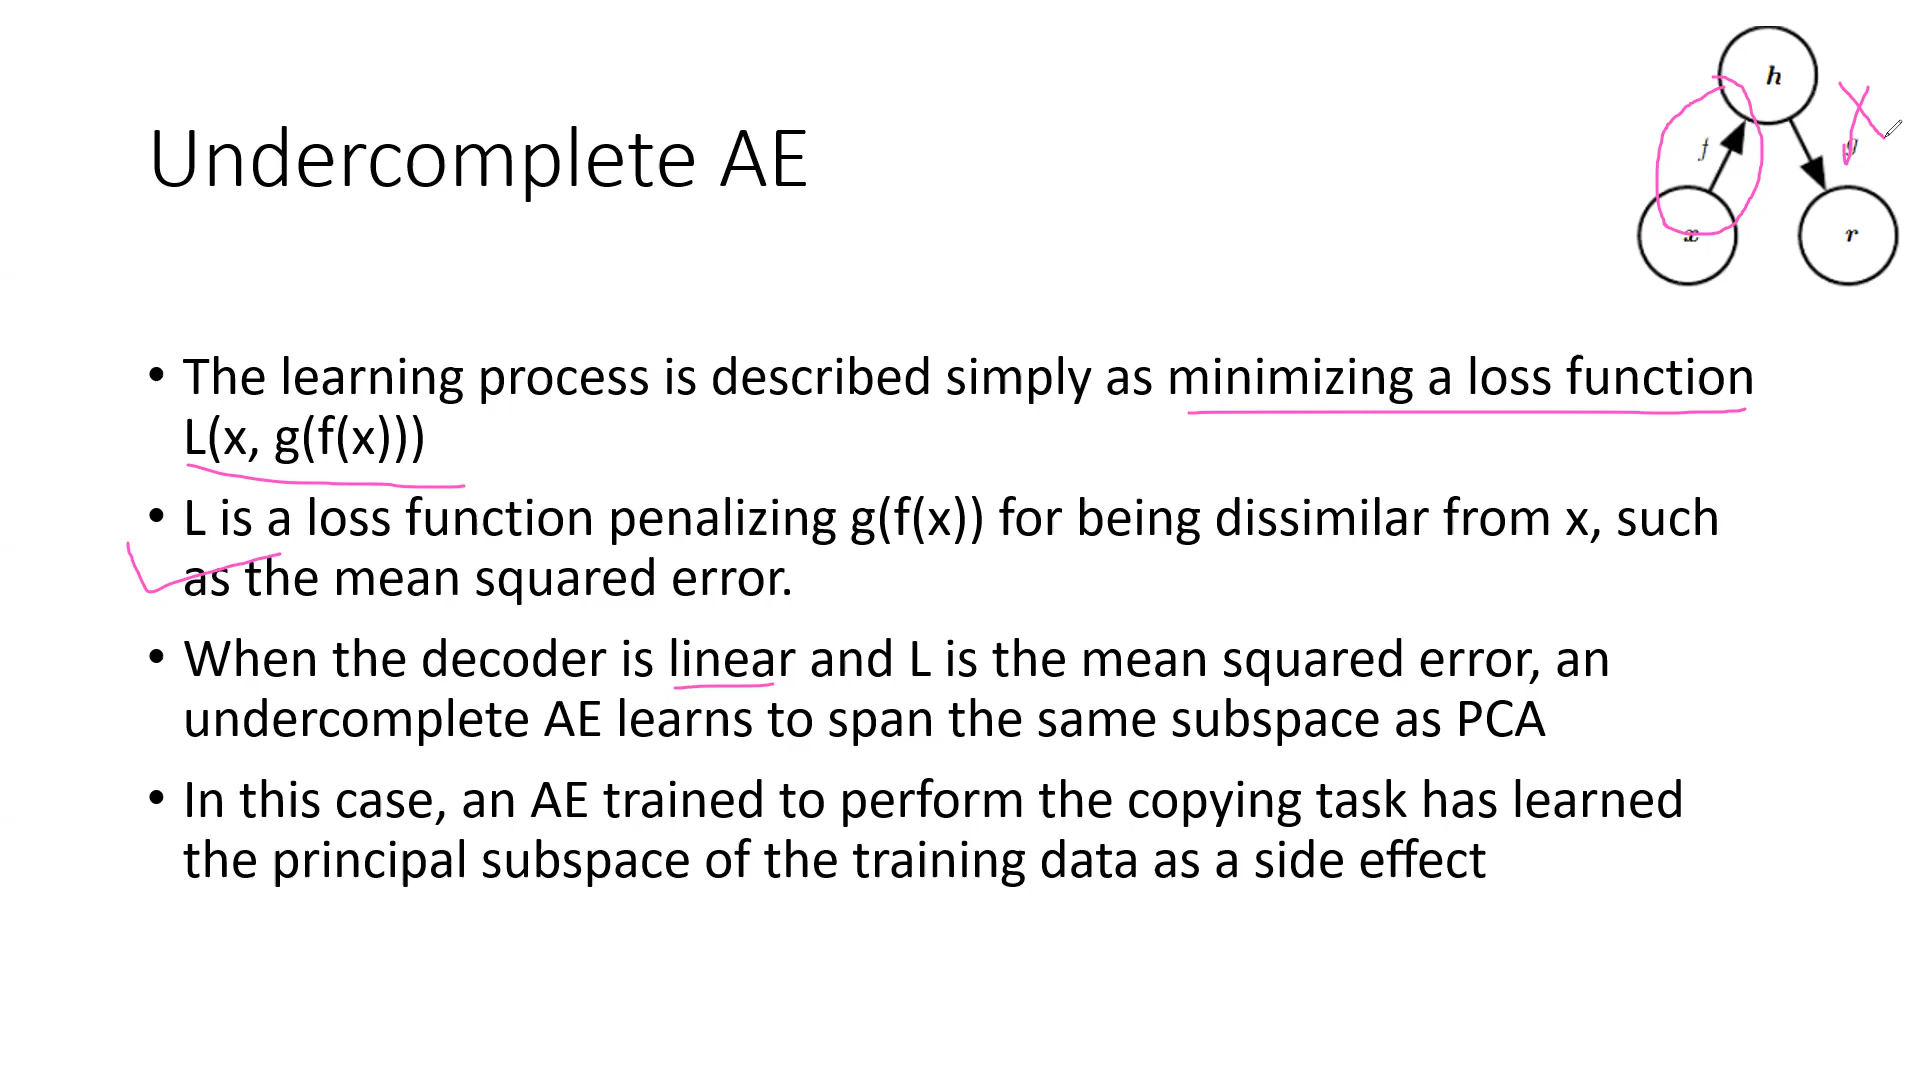 h
f
g
x
r
Undercomplete AE
• The learning process is described simply as minimizing a loss function
L(x, g(f(x)))
• L is a loss function penalizing g(f(x)) for being dissimilar from x, such
as the mean squared error.
• When the decoder is linear and L is the mean squared error, an
undercomplete AE learns to span the same subspace as PCA
• In this case, an AE trained to perform the copying task has learned
the principal subspace of the training data as a side effect